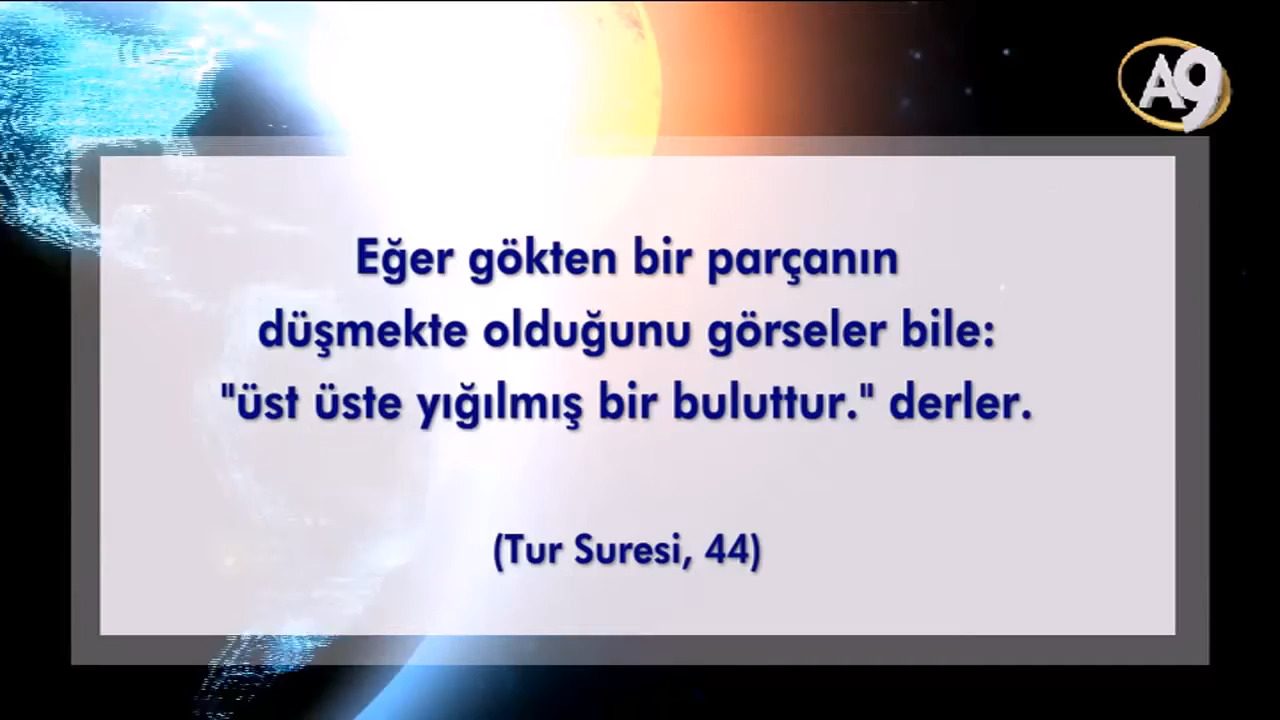 A9
Eğer gökten bir parçanın
düşmekte olduğunu görseler bile:
"üst üste yığılmış bir buluttur." derler.
(Tur Suresi, 44)